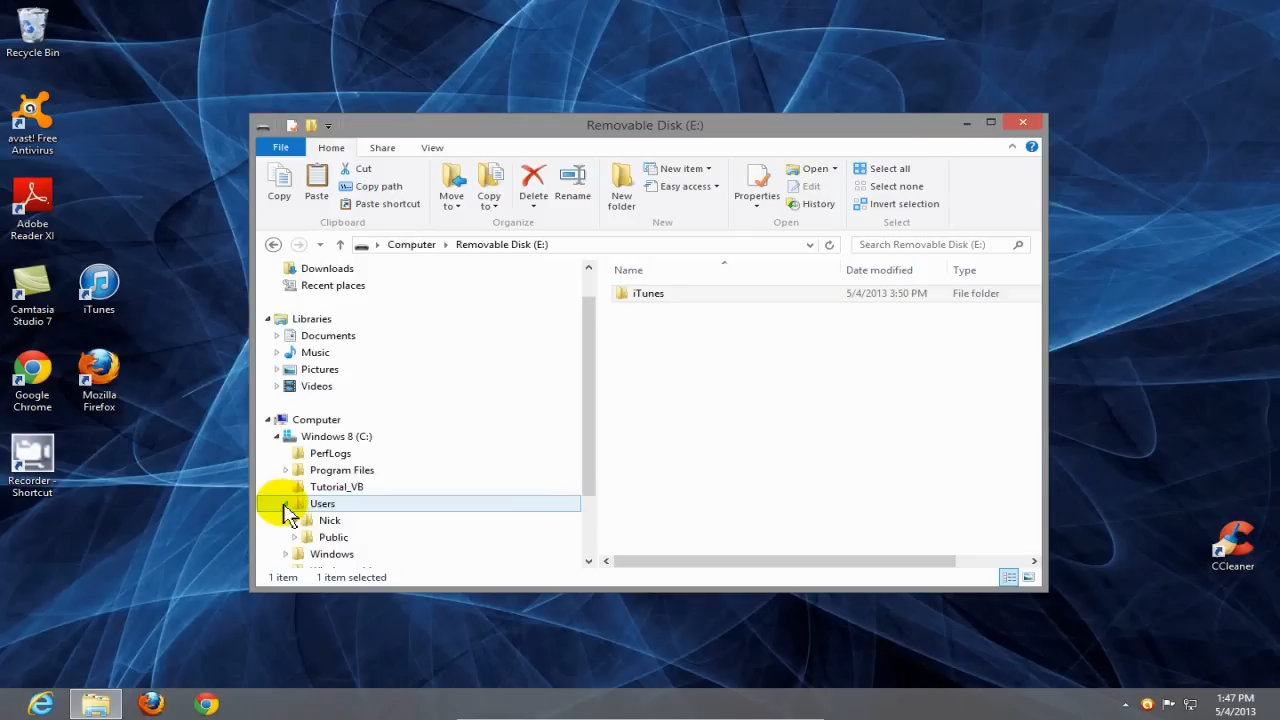 Recycle Bin
avast! Free
Antivirus
Adobe
Reader XI
Camtasia
Studio 7
iTunes
Google
Chrome
Mozilla
Firefox
Recorder -
Shortcut
CCleaner
Removable Disk (E:)
File Home Share View
Copy
Paste
Cut
Copy path
Paste shortcut
Clipboard
Move
to
Copy
to
Delete
Rename
Organize
New
folder
New item
Easy access
New
Properties
Open
Edit
History
Open
Select all
Select none
Invert selection
Select
Computer Removable Disk (E:)
Search Removable Disk (E:)
Downloads
Recent places
Libraries
Documents
Music
Pictures
Videos
Computer
Windows 8 (C:)
PerfLogs
Program Files
Tutorial_VB
Users
Nick
Public
Windows
Name Date modified Type
iTunes 5/4/2013 3:50 PM File folder
1 item 1 item selected
1:47 PM
5/4/2013